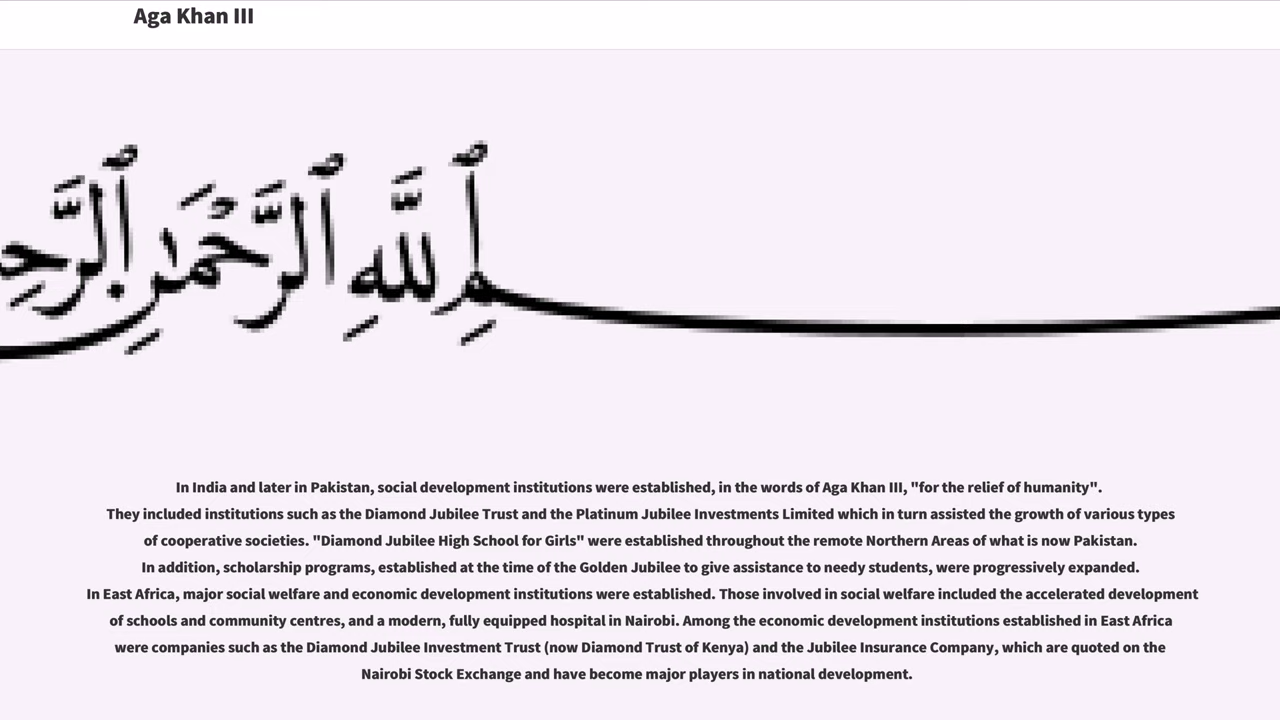 Aga Khan III
ٱللَّهِ ٱلرَّحْمَٰنِ
In India and later in Pakistan, social development institutions were established, in the words of Aga Khan III, "for the relief of humanity".
They included institutions such as the Diamond Jubilee Trust and the Platinum Jubilee Investments Limited which in turn assisted the growth of various types
of cooperative societies. "Diamond Jubilee High School for Girls" were established throughout the remote Northern Areas of what is now Pakistan.
In addition, scholarship programs, established at the time of the Golden Jubilee to give assistance to needy students, were progressively expanded.
In East Africa, major social welfare and economic development institutions were established. Those involved in social welfare included the accelerated development
of schools and community centres, and a modern, fully equipped hospital in Nairobi. Among the economic development institutions established in East Africa
were companies such as the Diamond Jubilee Investment Trust (now Diamond Trust of Kenya) and the Jubilee Insurance Company, which are quoted on the
Nairobi Stock Exchange and have become major players in national development.